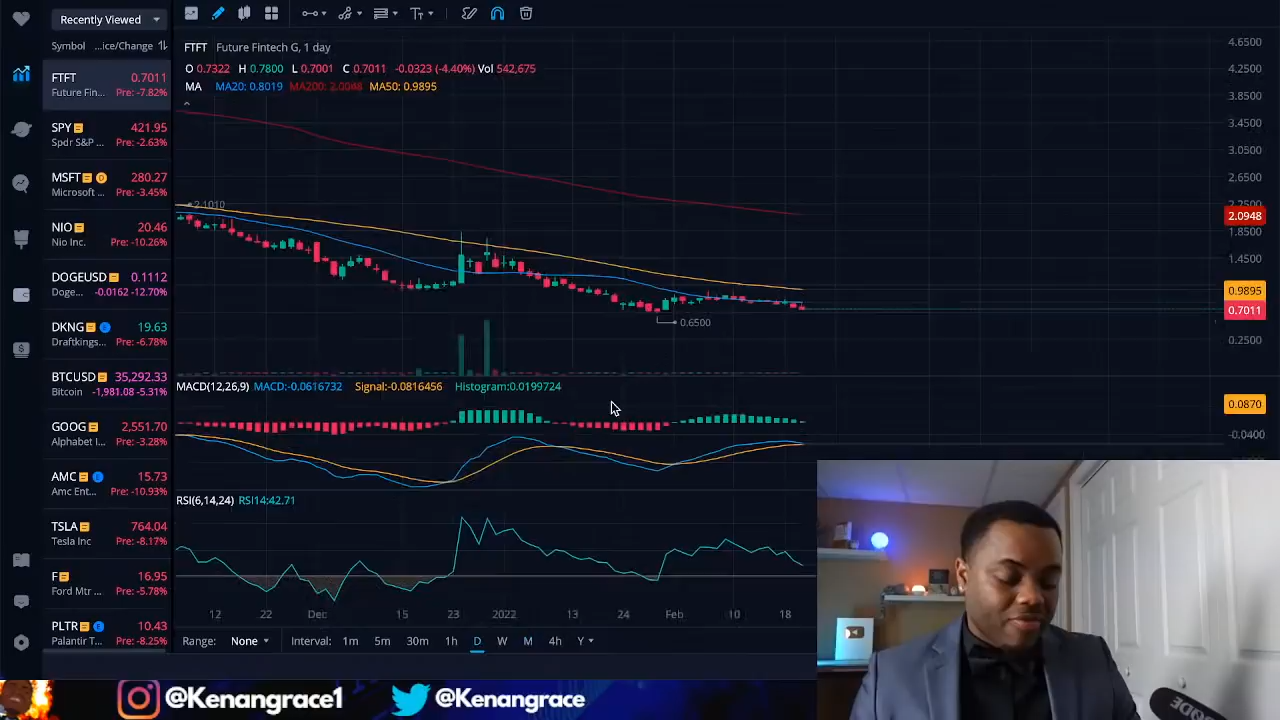 Recently Viewed
Symbol ...ice/Change
FTFT 0.7011
Future Fin... Pre: -7.82%
SPY 421.95
Spdr S&P ... Pre: -2.63%
MSFT D 280.27
Microsoft ... Pre: -3.45%
NIO 20.46
Nio Inc. Pre: -10.26%
DOGEUSD 0.1112
Doge... -0.0162 -12.70%
DKNG E 19.63
Draftkings... Pre: -6.78%
BTCUSD 35,292.33
Bitcoin -1,981.08 -5.31%
GOOG 2,551.70
Alphabet I... Pre: -3.28%
AMC E 15.73
Amc Ent... Pre: -10.93%
TSLA 764.04
Tesla Inc Pre: -8.17%
F 16.95
Ford Mtr ... Pre: -5.78%
PLTR E 10.43
Palantir T... Pre: -8.25%
FTFT Future Fintech G, 1 day
O 0.7322 H 0.7800 L 0.7001 C 0.7011 -0.0323 (-4.40%) Vol 542,675
MA MA20: 0.8019 MA200: 2.0948 MA50: 0.9895
2.1010
0.6500
4.6500
4.2500
3.8500
3.4500
3.0500
2.6500
2.2500
2.0948
1.8500
1.4500
0.9895
0.7011
0.2500
MACD(12,26,9) MACD:-0.0616732 Signal:-0.0816456 Histogram:0.0199724
0.0870
-0.0400
RSI(6,14,24) RSI14:42.71
12 22 Dec 15 23 2022 13 24 Feb 10 18
Range: None Interval: 1m 5m 30m 1h D W M 4h Y
@Kenangrace1 @Kenangrace